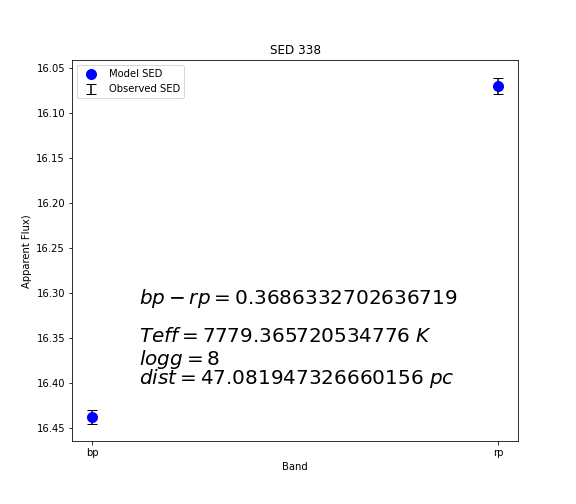 SED 338
Model SED
Observed SED
16.05
16.10
16.15
16.20
16.25
16.30
16.35
16.40
16.45
Apparent Flux)
bp − rp = 0.3686332702636719
Teff = 7779.365720534776 K
logg = 8
dist = 47.081947326660156 pc
bp
rp
Band